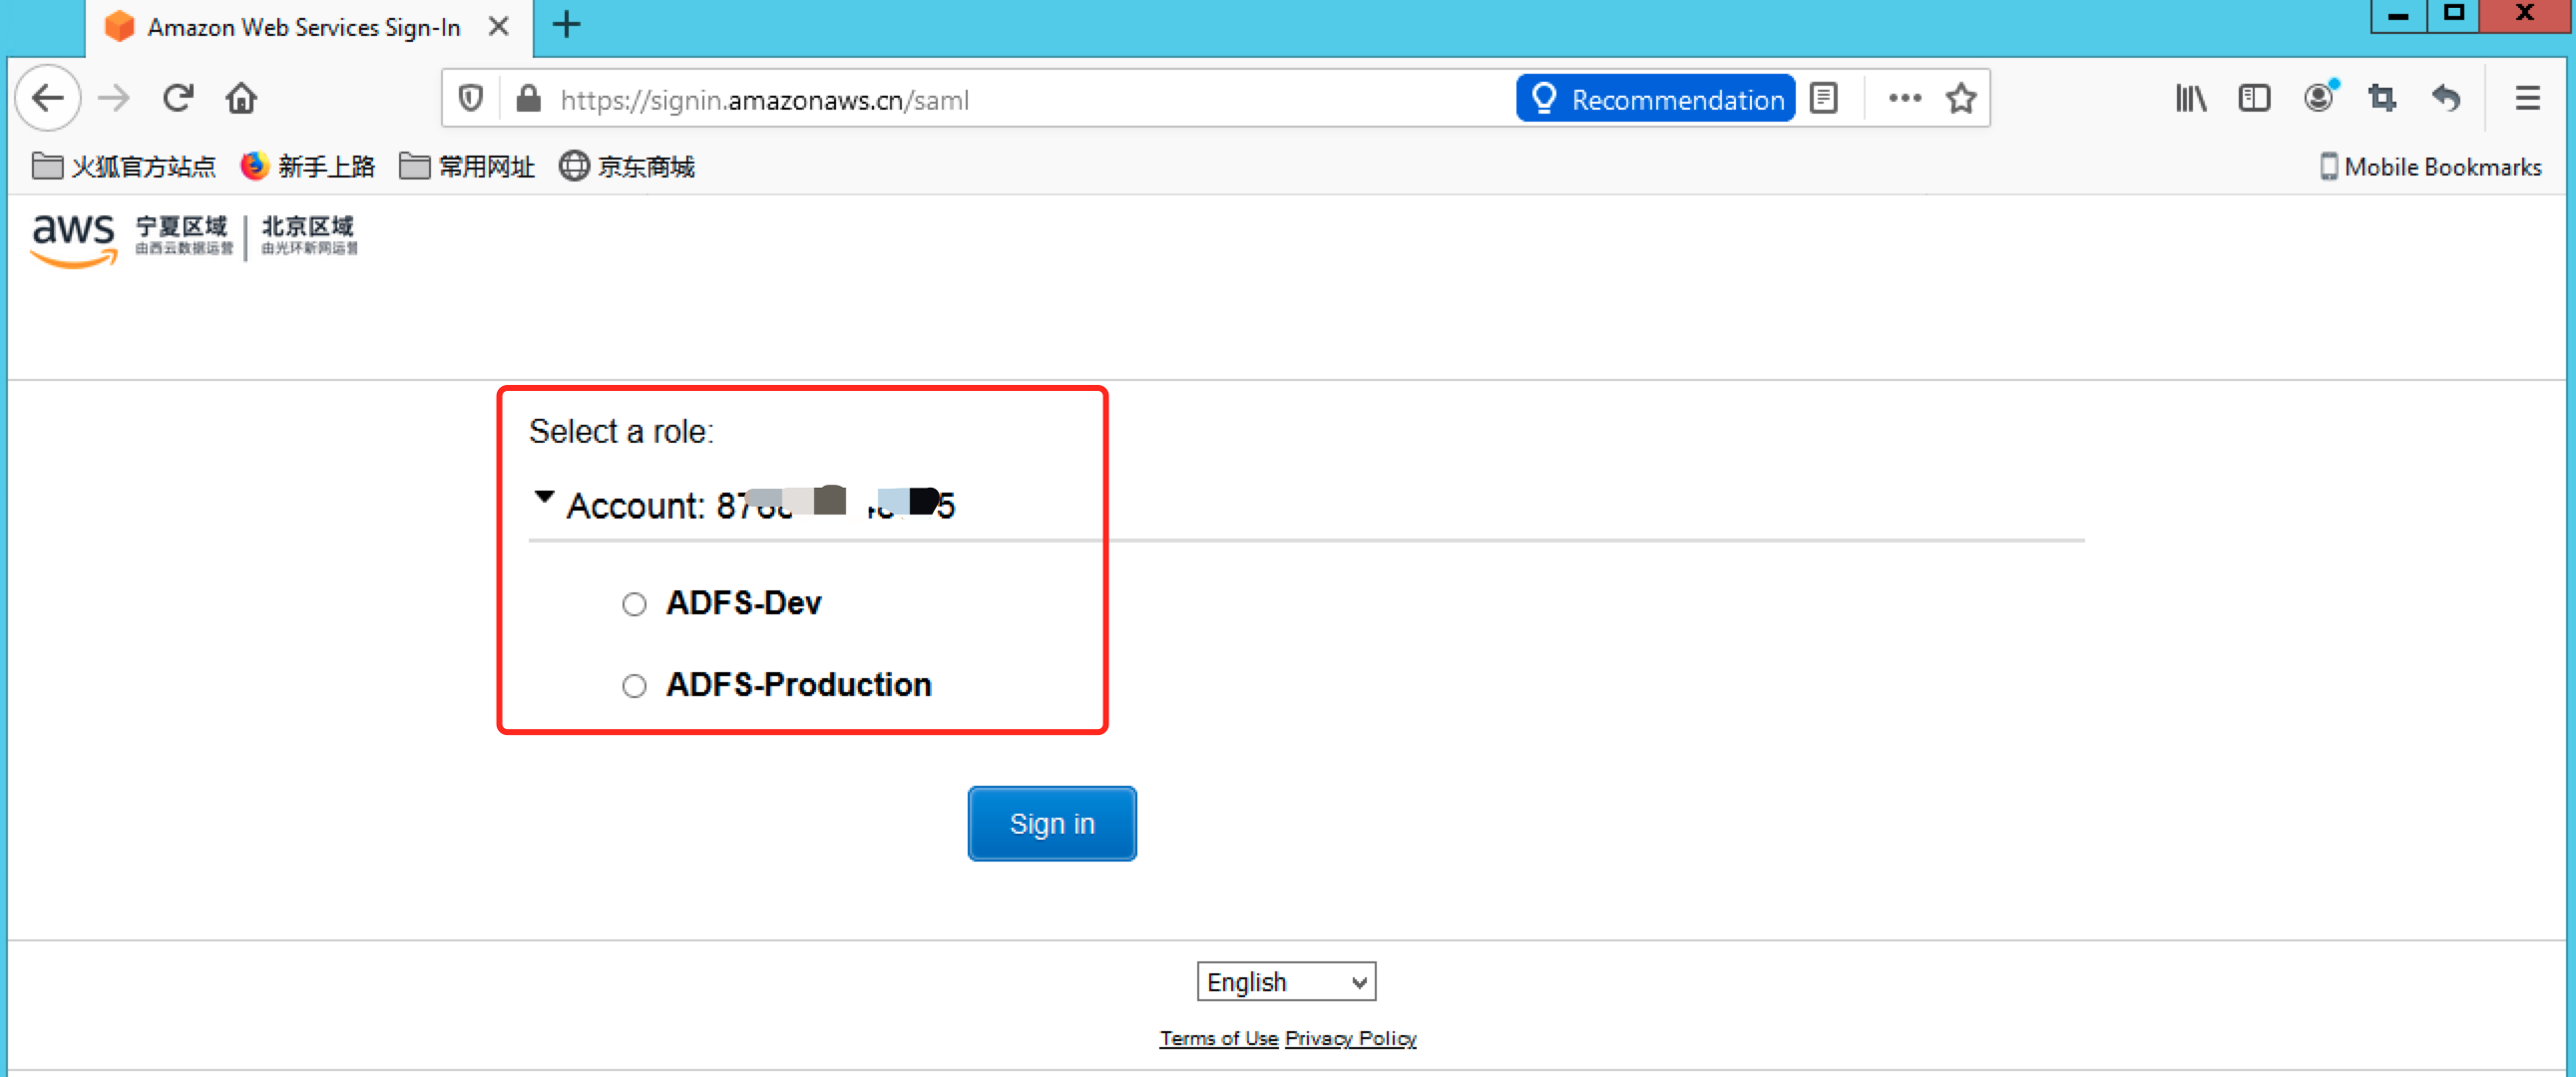 Amazon Web Services Sign-In
https://signin.amazonaws.cn/saml
Recommendation
火狐官方站点 新手上路 常用网址 京东商城
Mobile Bookmarks
aws 宁夏区域 北京区域
由西云数据运营 由光环新网运营
Select a role:
Account:
ADFS-Dev
ADFS-Production
Sign in
English
Terms of Use Privacy Policy